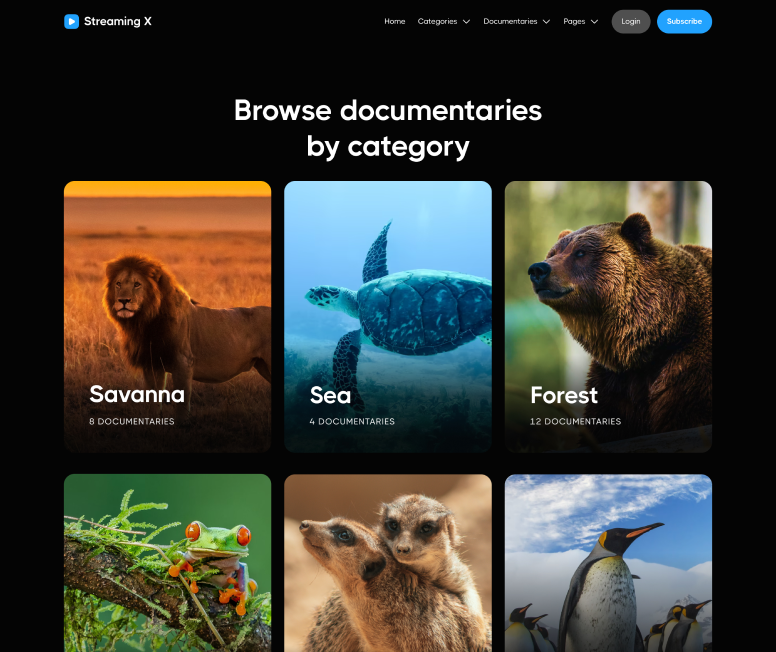 Streaming X
Home
Categories
Documentaries
Pages
Login
Subscribe
Browse documentaries
by category
Savanna
8 DOCUMENTARIES
Sea
4 DOCUMENTARIES
Forest
12 DOCUMENTARIES